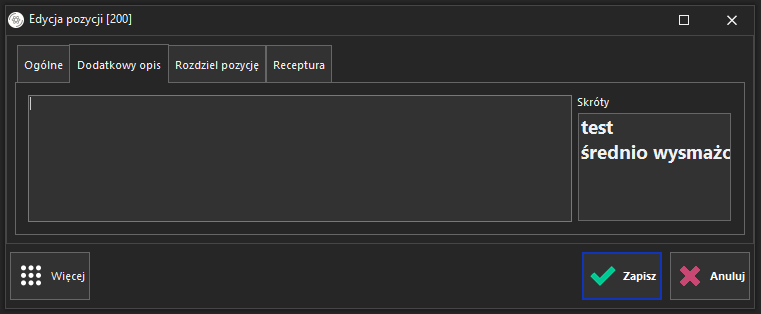 Edycja pozycji [200]
Ogólne Dodatkowy opis Rozdziel pozycję Receptura
Skróty
test
średnio wysmażo
Więcej Zapisz Anuluj